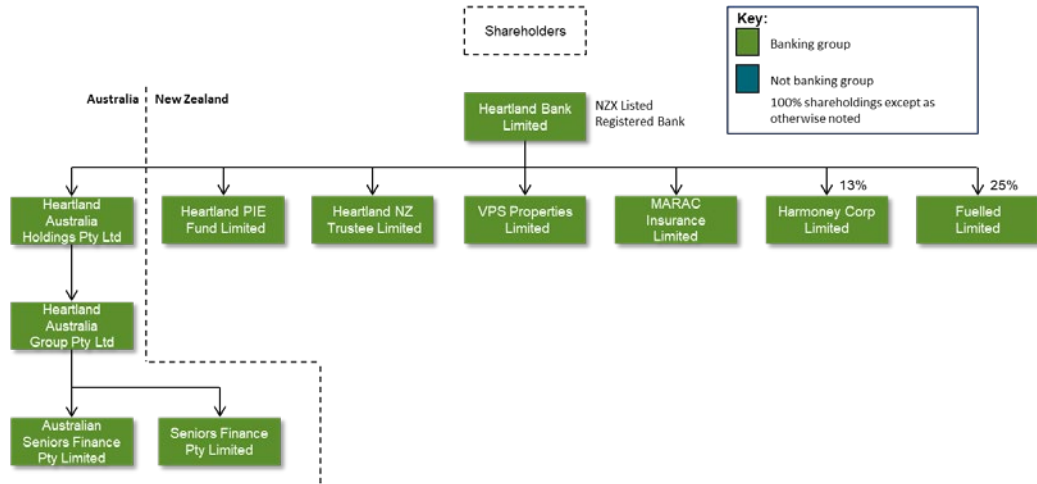 Shareholders
Key:
Banking group
Not banking group
100% shareholdings except as
otherwise noted
Australia
New Zealand
Heartland Bank
Limited
NZX Listed
Registered Bank
13%
25%
Heartland
Australia
Holdings Pty Ltd
Heartland PIE
Fund Limited
Heartland NZ
Trustee Limited
VPS Properties
Limited
MARAC
Insurance
Limited
Harmoney Corp
Limited
Fuelled
Limited
Heartland
Australia
Group Pty Ltd
Australian
Seniors Finance
Pty Limited
Seniors Finance
Pty Limited